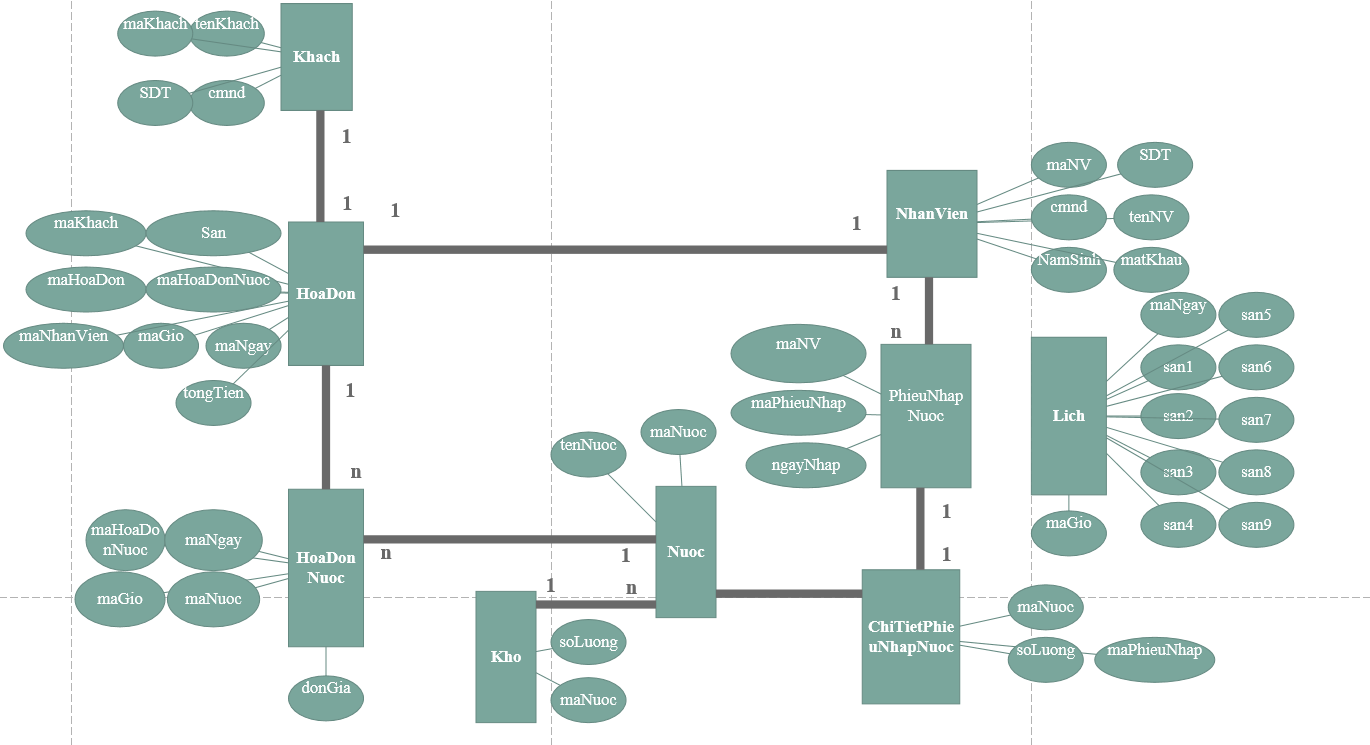 maKhach
tenKhach
Khach
SDT
cmnd
1
1
1
1
maKhach
San
maHoaDon
maHoaDonNuoc
HoaDon
maNhanVien
maGio
maNgay
tongTien
1
n
NhanVien
maNV
SDT
cmnd
tenNV
NamSinh
matKhau
1
n
maNV
maPhieuNhap
ngayNhap
PhieuNhap
Nuoc
1
1
maNgay
san5
san1
san6
Lich
san2
san7
san3
san8
maGio
san4
san9
tenNuoc
maNuoc
Nuoc
maHoaDo
nNuoc
maNgay
maGio
maNuoc
HoaDon
Nuoc
donGia
n
1
1
n
Kho
soLuong
maNuoc
ChiTietPhie
uNhapNuoc
maNuoc
soLuong
maPhieuNhap